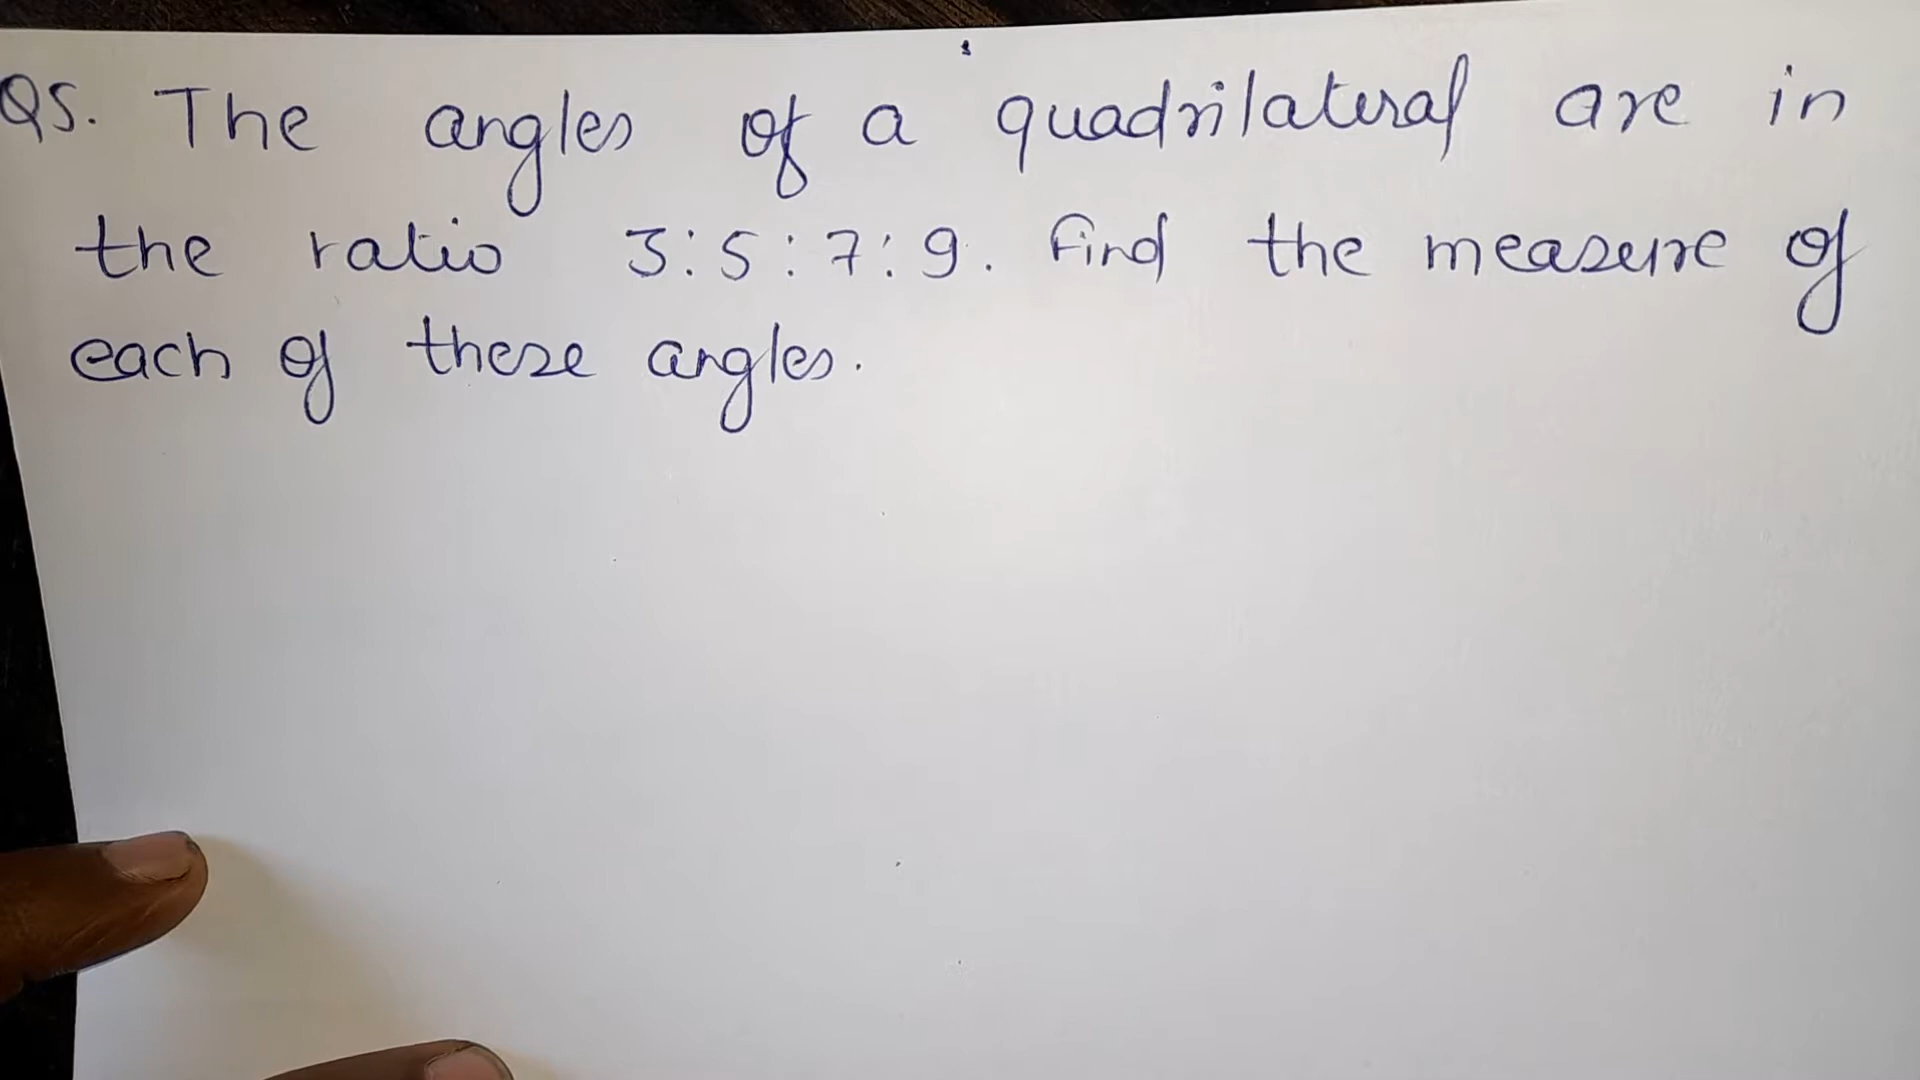 Q5. The angles of a quadrilateral are in
the ratio 3:5:7:9. Find the measure of
each of these angles.